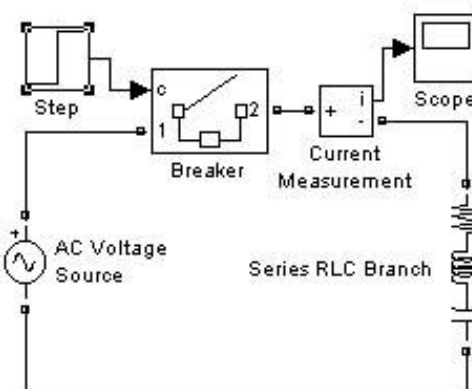 c
i
+
-
Scope
Step
1
2
Breaker
Current
Measurement
+
AC Voltage
Source
Series RLC Branch